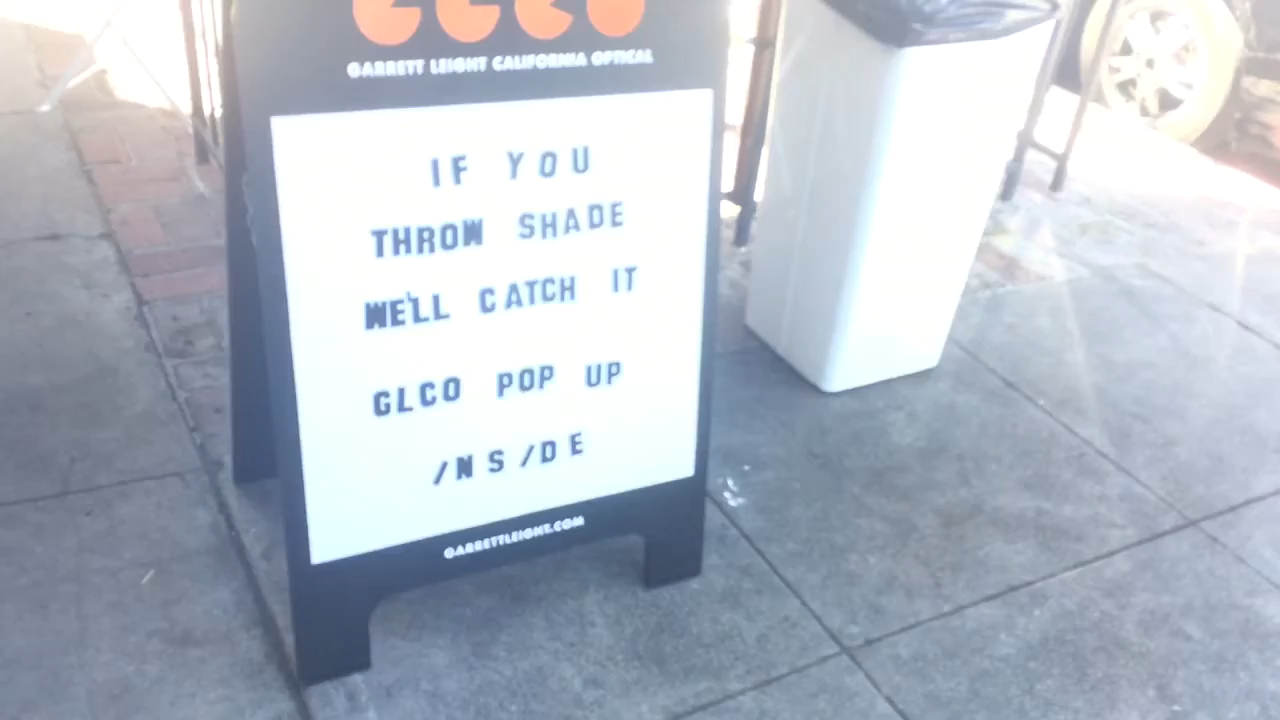 GLCO
GARRETT LEIGHT CALIFORNIA OPTICAL
IF YOU
THROW SHADE
WE'LL CATCH IT
GLCO POP UP
/NS/DE
GARRETTLEIGHT.COM